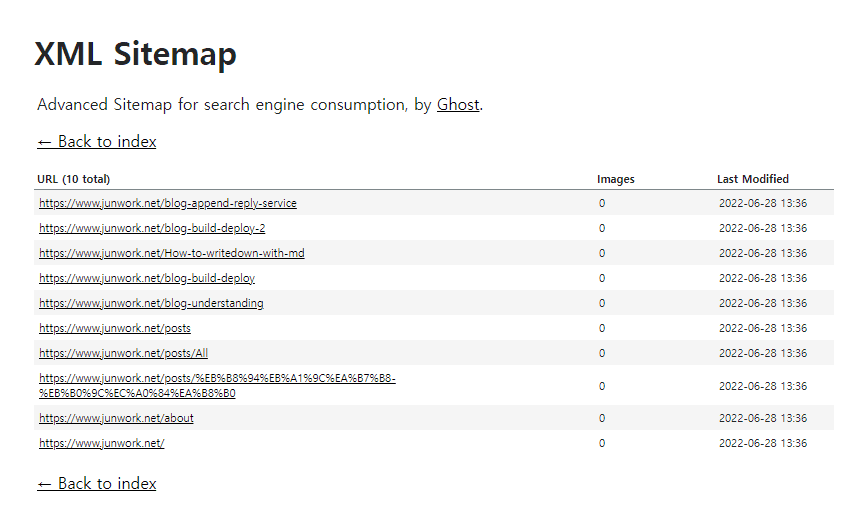 XML Sitemap
Advanced Sitemap for search engine consumption, by Ghost.
← Back to index
URL (10 total) Images Last Modified
https://www.junwork.net/blog-append-reply-service 0 2022-06-28 13:36
https://www.junwork.net/blog-build-deploy-2 0 2022-06-28 13:36
https://www.junwork.net/How-to-writedown-with-md 0 2022-06-28 13:36
https://www.junwork.net/blog-build-deploy 0 2022-06-28 13:36
https://www.junwork.net/blog-understanding 0 2022-06-28 13:36
https://www.junwork.net/posts 0 2022-06-28 13:36
https://www.junwork.net/posts/All 0 2022-06-28 13:36
https://www.junwork.net/posts/%EB%B8%94%EB%A1%9C%EA%B7%B8-
%EB%B0%9C%EC%A0%84%EA%B8%B0 0 2022-06-28 13:36
https://www.junwork.net/about 0 2022-06-28 13:36
https://www.junwork.net/ 0 2022-06-28 13:36
← Back to index